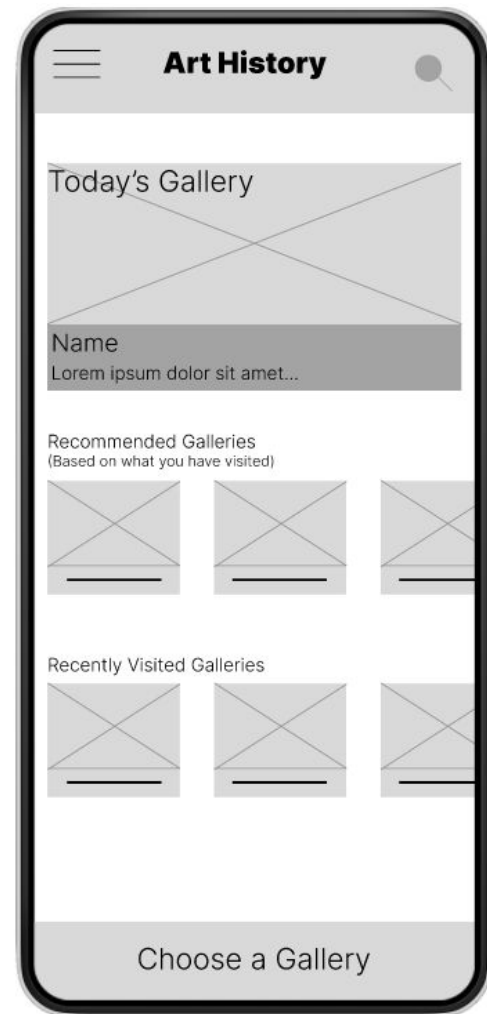 Art History
Today’s Gallery
Name
Lorem ipsum dolor sit amet...
Recommended Galleries
(Based on what you have visited)
Recently Visited Galleries
Choose a Gallery